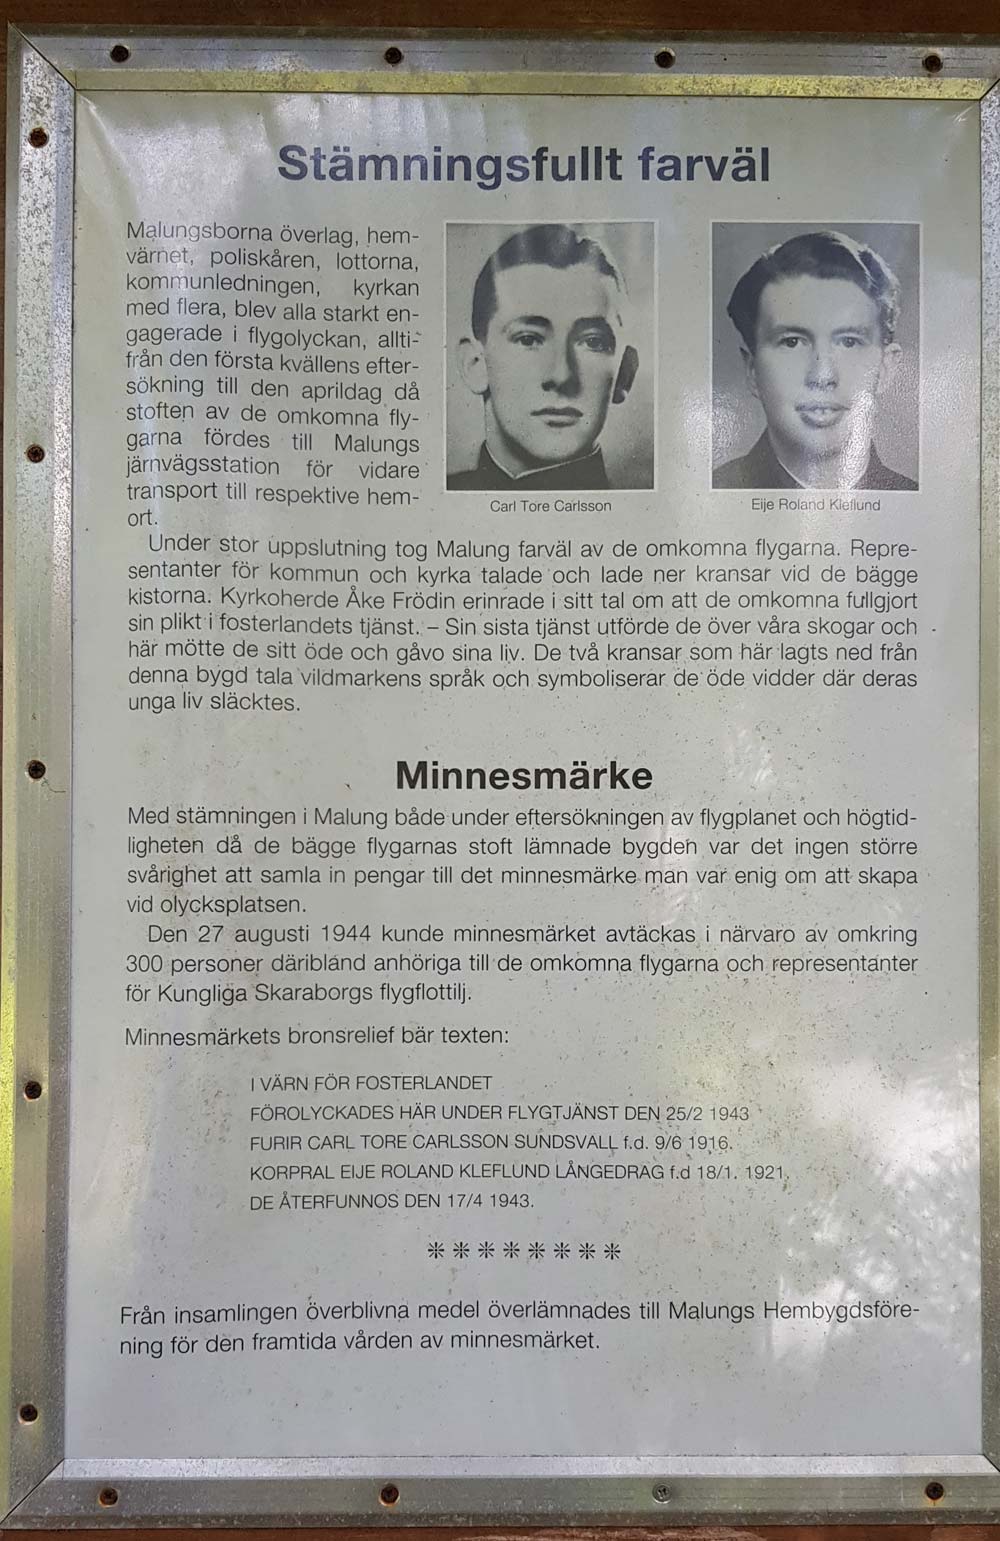 Stämningsfullt farväl
Malungsborna överlag, hem-
värnet, poliskåren, lottorna,
kommunledningen, kyrkan
med flera, blev alla starkt en-
gagerade i flygolyckan, allti-
från den första kvällens efter-
sökning till den aprildag då
stoften av de omkomna fly-
garna fördes till Malungs
järnvägsstation för vidare
transport till respektive hem-
ort.
Carl Tore Carlsson
Eije Roland Kleflund
Under stor uppslutning tog Malung farväl av de omkomna flygarna. Repre-
sentanter för kommun och kyrka talade och lade ner kransar vid de bägge
kistorna. Kyrkoherde Åke Frödin erinrade i sitt tal om att de omkomna fullgjort
sin plikt i fosterlandets tjänst. – Sin sista tjänst utförde de över våra skogar och
här mötte de sitt öde och gåvo sina liv. De två kransar som här lagts ned från
denna bygd tala vildmarkens språk och symboliserar de öde vidder där deras
unga liv släcktes.
Minnesmärke
Med stämningen i Malung både under eftersökningen av flygplanet och högtid-
ligheten då de bägge flygarnas stoft lämnade bygden var det ingen större
svårighet att samla in pengar till det minnesmärke man var enig om att skapa
vid olycksplatsen.
Den 27 augusti 1944 kunde minnesmärket avtäckas i närvaro av omkring
300 personer däribland anhöriga till de omkomna flygarna och representanter
för Kungliga Skaraborgs flygflottilj.
Minnesmärkets bronsrelief bär texten:
I VÄRN FÖR FOSTERLANDET
FÖROLYCKADES HÄR UNDER FLYGTJÄNST DEN 25/2 1943
FURIR CARL TORE CARLSSON SUNDSVALL f.d. 9/6 1916.
KORPRAL EIJE ROLAND KLEFLUND LÅNGEDRAG f.d 18/1. 1921.
DE ÅTERFUNNOS DEN 17/4 1943.
********
Från insamlingen överblivna medel överlämnades till Malungs Hembygdsföre-
ning för den framtida vården av minnesmärket.